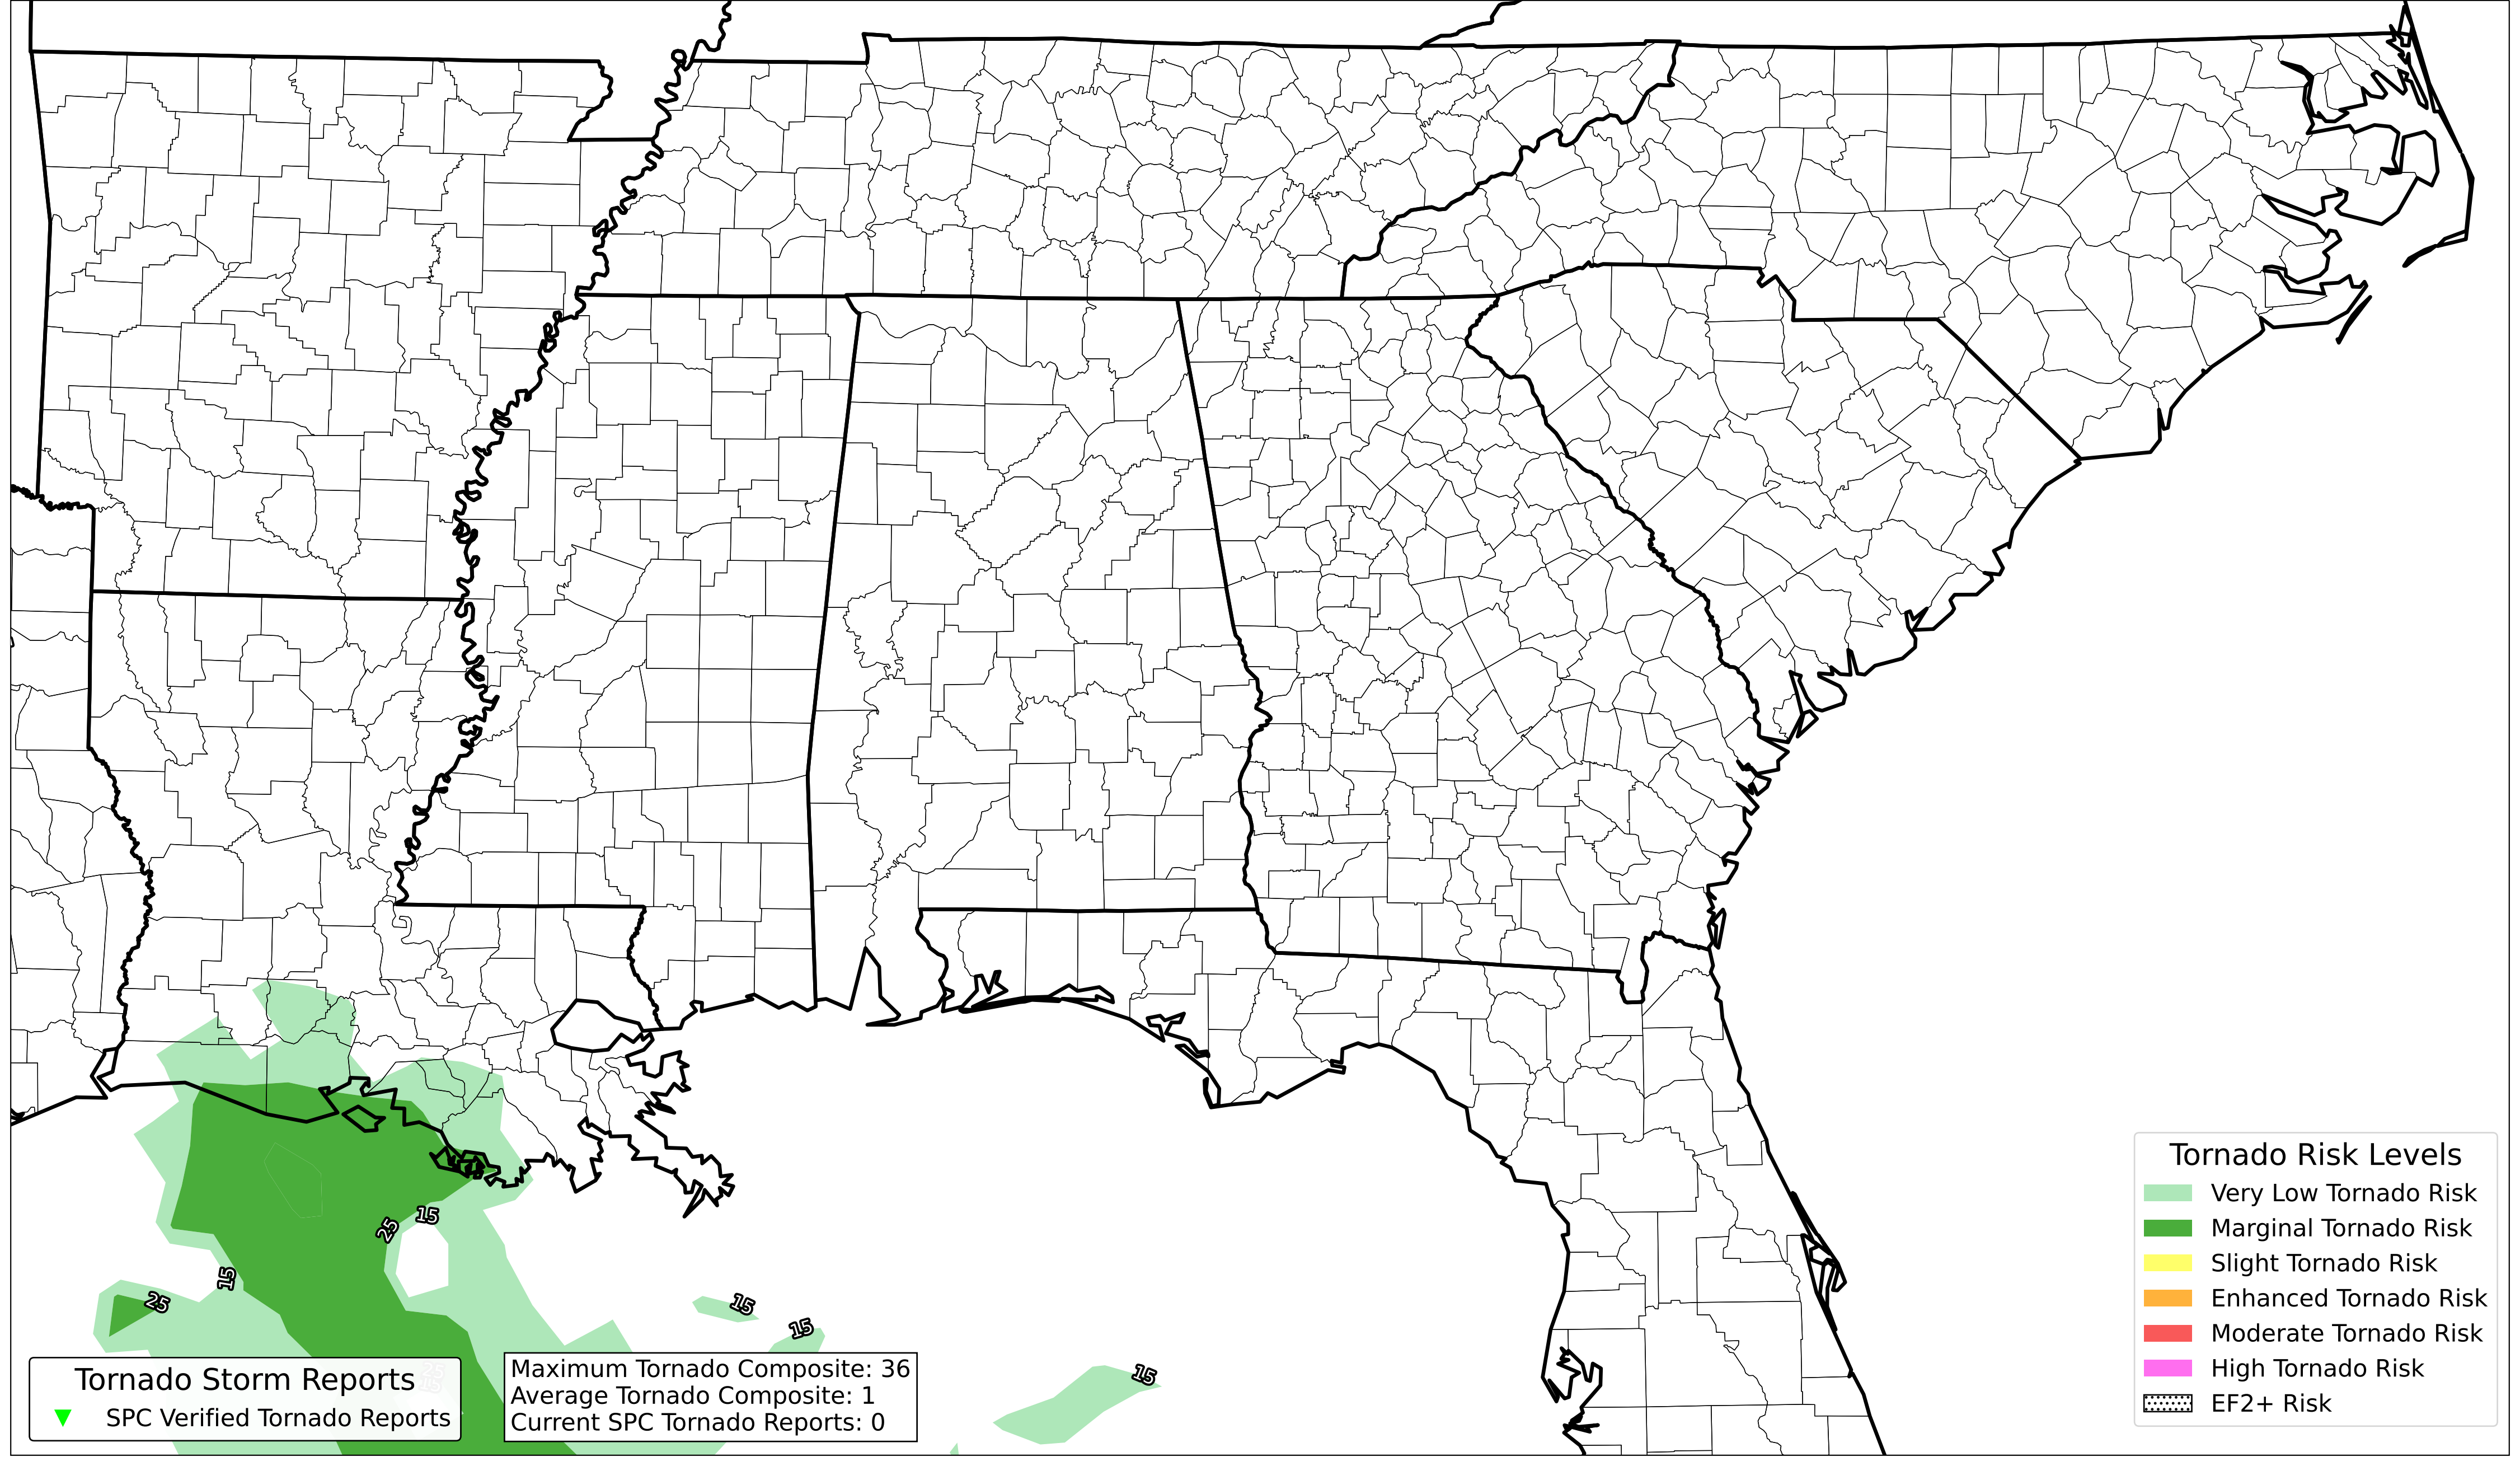 25
15
15
25
15
15
15
Tornado Storm Reports
SPC Verified Tornado Reports
Maximum Tornado Composite: 36
Average Tornado Composite: 1
Current SPC Tornado Reports: 0
Tornado Risk Levels
Very Low Tornado Risk
Marginal Tornado Risk
Slight Tornado Risk
Enhanced Tornado Risk
Moderate Tornado Risk
High Tornado Risk
EF2+ Risk